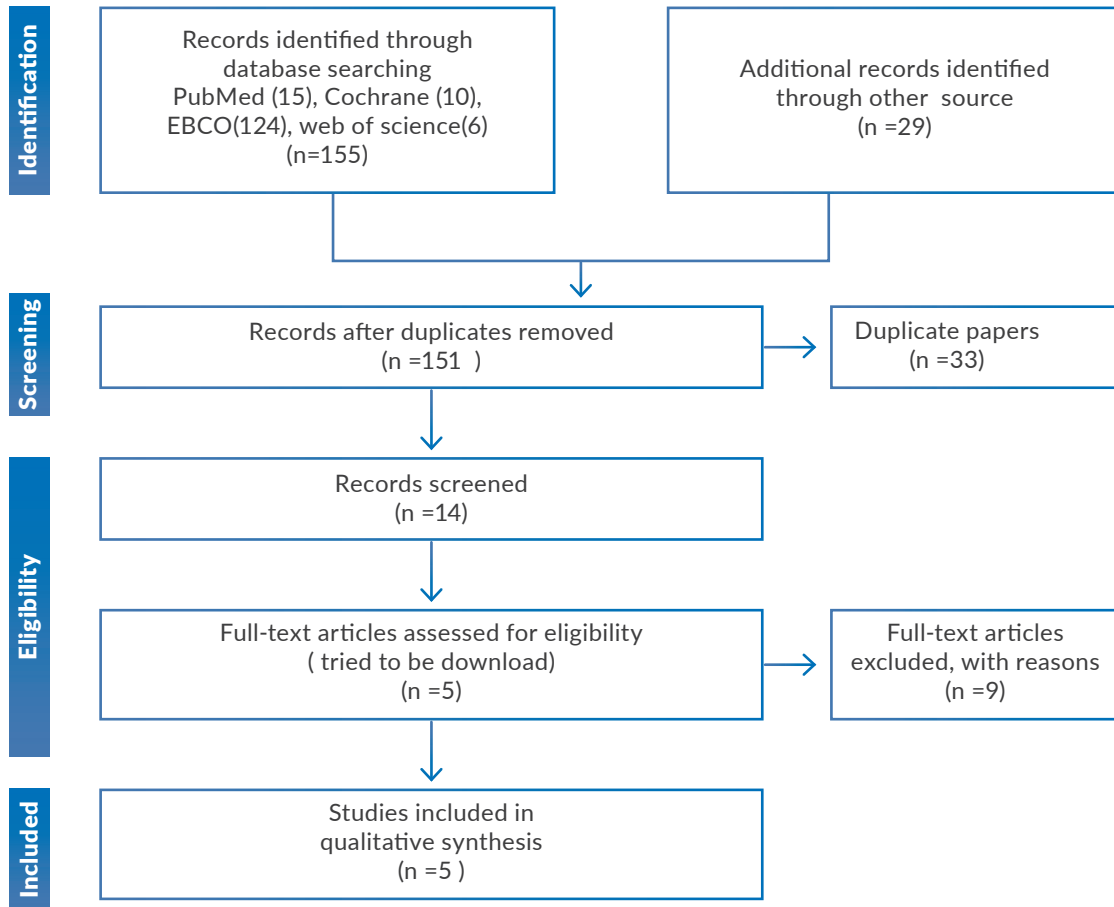 Identification
Records identified through
database searching
PubMed (15), Cochrane (10),
EBCO(124), web of science(6)
(n=155)
Additional records identified
through other source
(n =29)
Screening
Records after duplicates removed
(n =151 )
Duplicate papers
(n =33)
Eligibility
Records screened
(n =14)
Full-text articles assessed for eligibility
( tried to be download)
(n =5)
Full-text articles
excluded, with reasons
(n =9)
Included
Studies included in
qualitative synthesis
(n =5 )